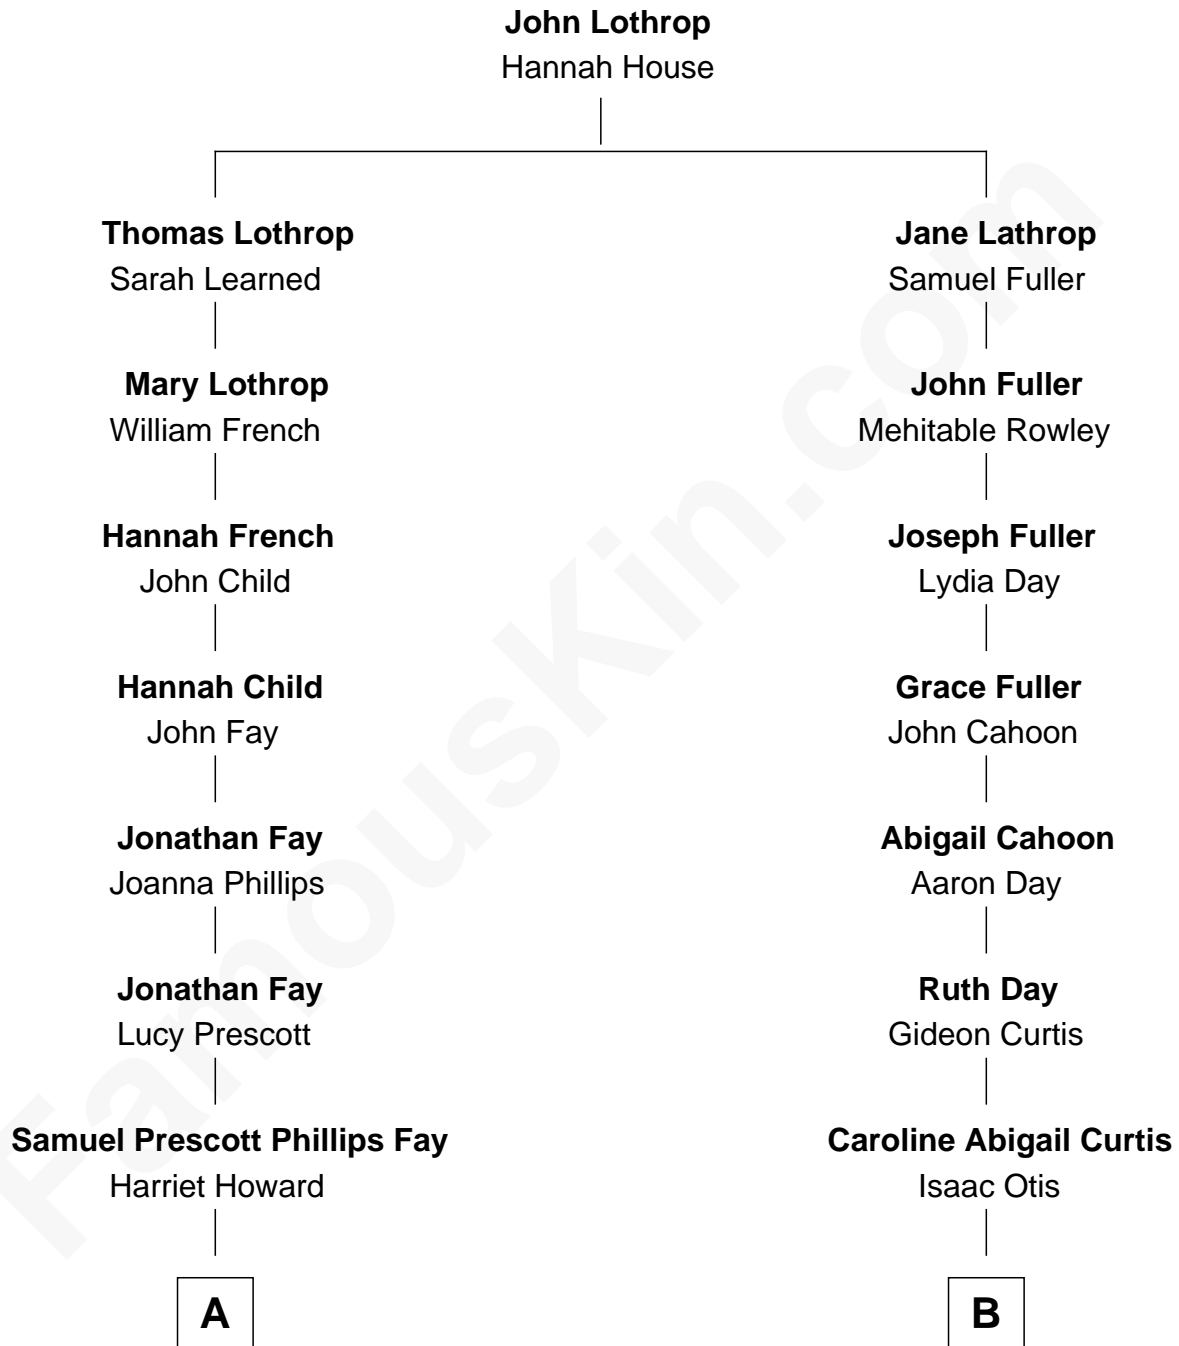 John Lothrop
Hannah House
Thomas Lothrop
Sarah Learned
Jane Lathrop
Samuel Fuller
Mary Lothrop
William French
John Fuller
Mehitable Rowley
Hannah French
John Child
Joseph Fuller
Lydia Day
Hannah Child
John Fay
Grace Fuller
John Cahoon
Jonathan Fay
Joanna Phillips
Abigail Cahoon
Aaron Day
Jonathan Fay
Lucy Prescott
Ruth Day
Gideon Curtis
Samuel Prescott Phillips Fay
Harriet Howard
Caroline Abigail Curtis
Isaac Otis
A
B
FamousKin.com